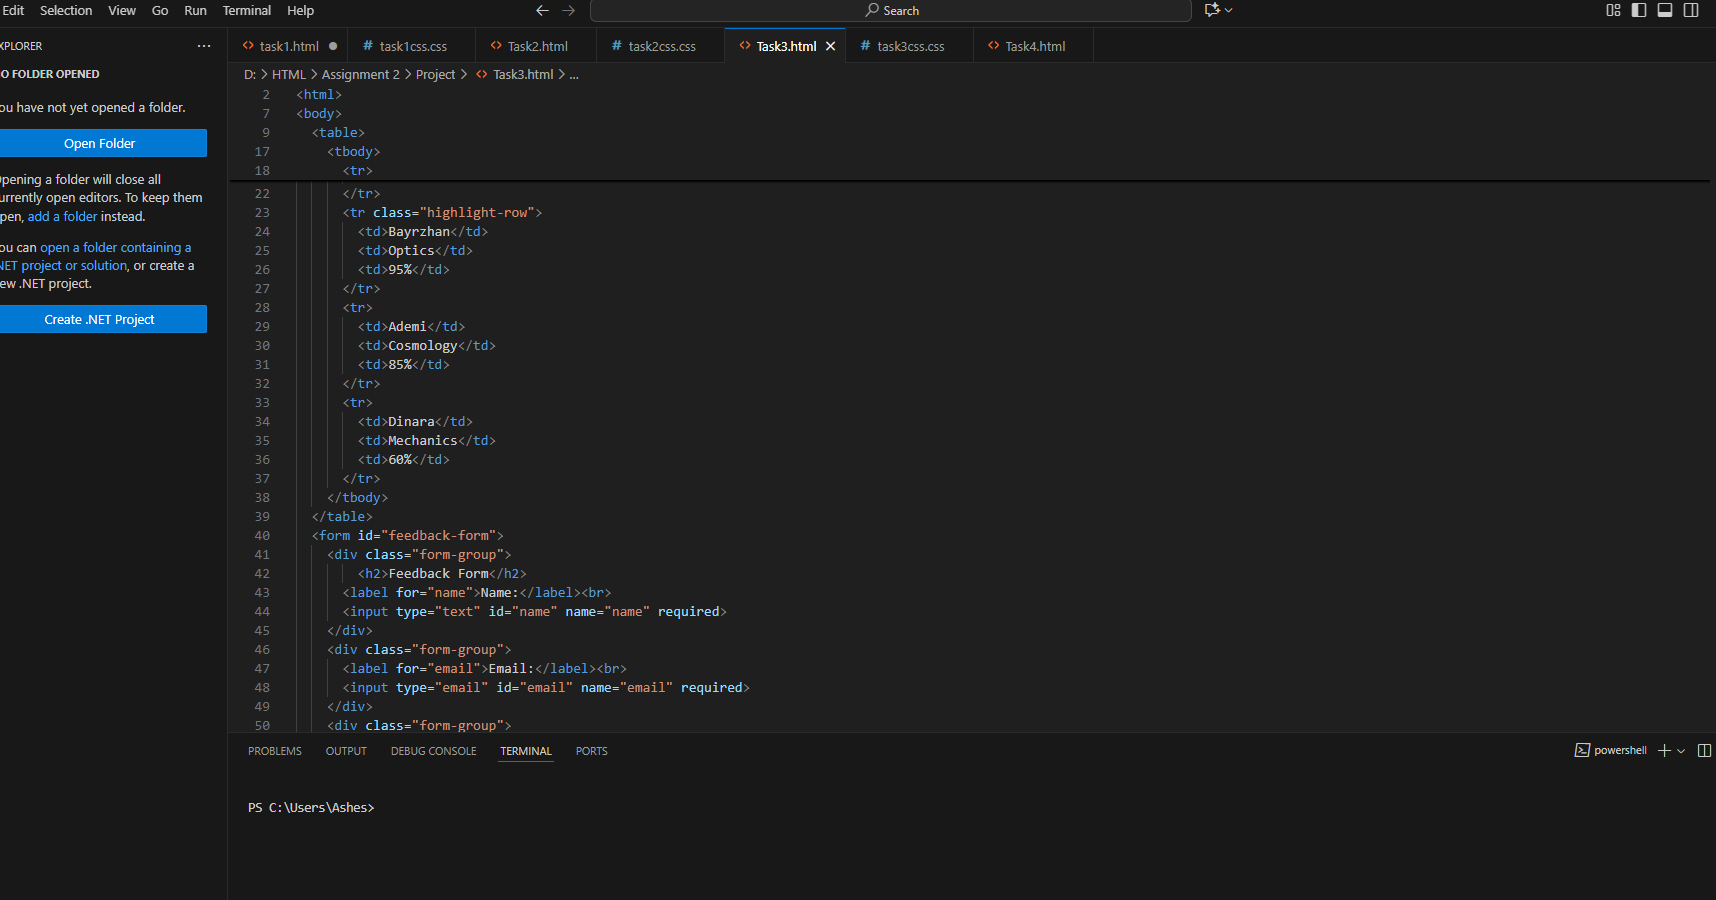 Edit Selection View Go Run Terminal Help Search
XPLORER ...
task1.html task1css.css Task2.html task2css.css Task3.html task3css.css Task4.html
D: > HTML > Assignment 2 > Project > Task3.html > ...
O FOLDER OPENED
ou have not yet opened a folder.
Open Folder
pening a folder will close all
urrently open editors. To keep them
pen, add a folder instead.
ou can open a folder containing a
NET project or solution, or create a
ew .NET project.
Create .NET Project
2 <html>
7 <body>
9 <table>
17 <tbody>
18 <tr>
22 </tr>
23 <tr class="highlight-row">
24 <td>Bayrzhan</td>
25 <td>Optics</td>
26 <td>95%</td>
27 </tr>
28 <tr>
29 <td>Ademi</td>
30 <td>Cosmology</td>
31 <td>85%</td>
32 </tr>
33 <tr>
34 <td>Dinara</td>
35 <td>Mechanics</td>
36 <td>60%</td>
37 </tr>
38 </tbody>
39 </table>
40 <form id="feedback-form">
41 <div class="form-group">
42 <h2>Feedback Form</h2>
43 <label for="name">Name:</label><br>
44 <input type="text" id="name" name="name" required>
45 </div>
46 <div class="form-group">
47 <label for="email">Email:</label><br>
48 <input type="email" id="email" name="email" required>
49 </div>
50 <div class="form-group">
PROBLEMS OUTPUT DEBUG CONSOLE TERMINAL PORTS powershell
PS C:\Users\Ashes>